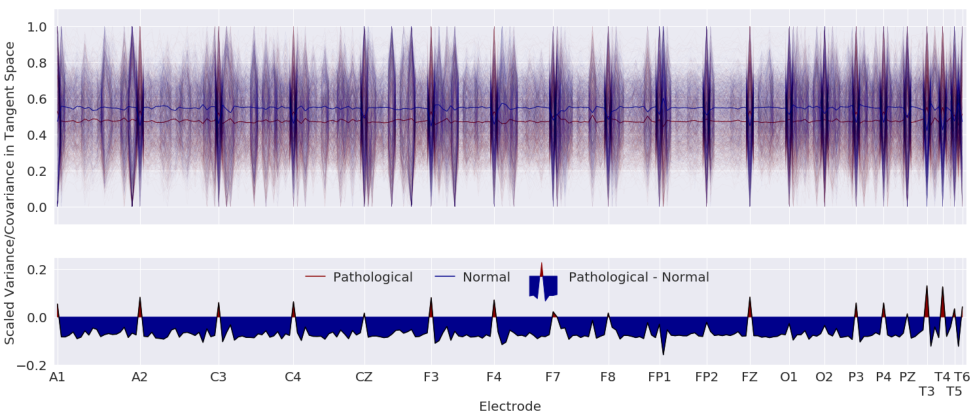 Scaled Variance/Covariance in Tangent Space
1.0
0.8
0.6
0.4
0.2
0.0
0.2
0.0
−0.2
Pathological Normal Pathological - Normal
A1 A2 C3 C4 CZ F3 F4 F7 F8 FP1 FP2 FZ O1 O2 P3 P4 PZ T4 T6
T3 T5
Electrode